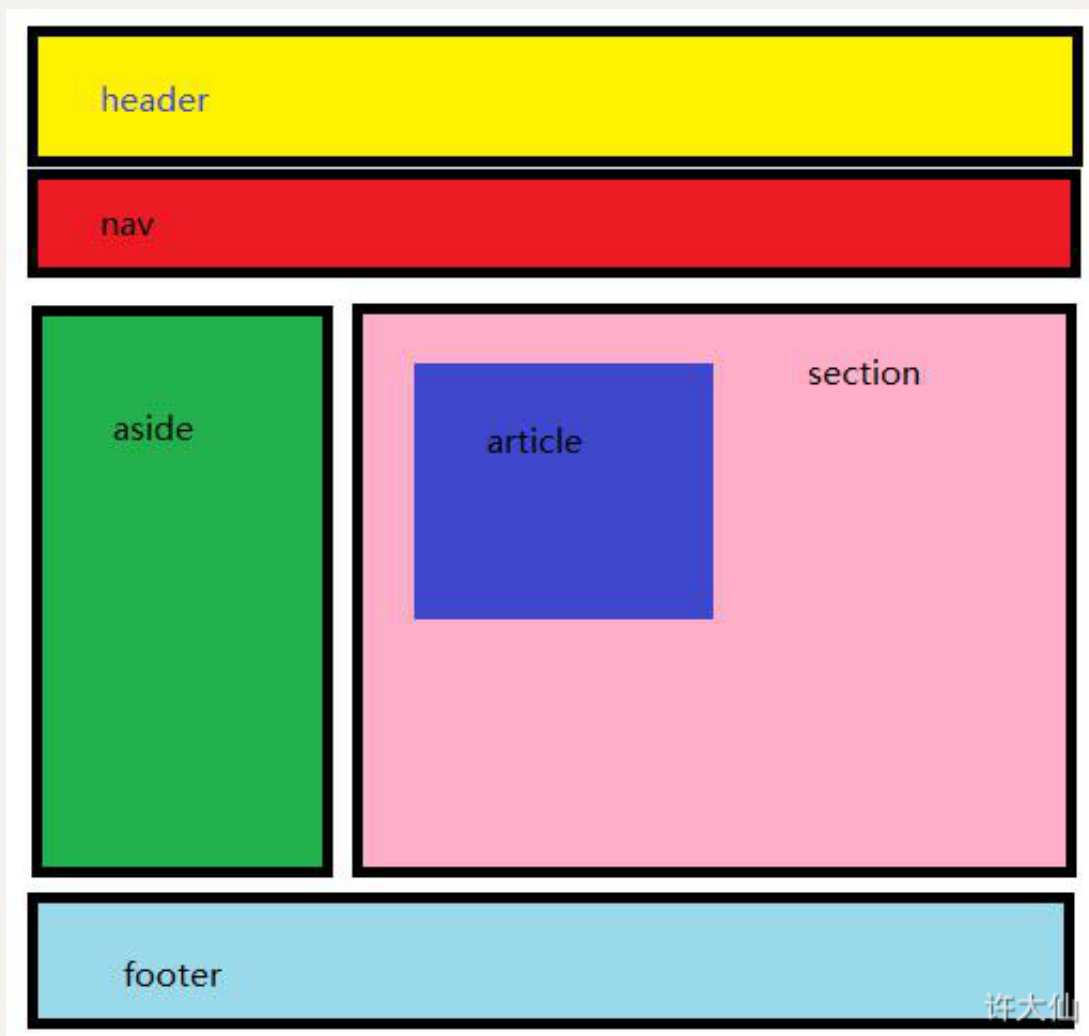 header
nav
aside
section
article
footer
许大仙